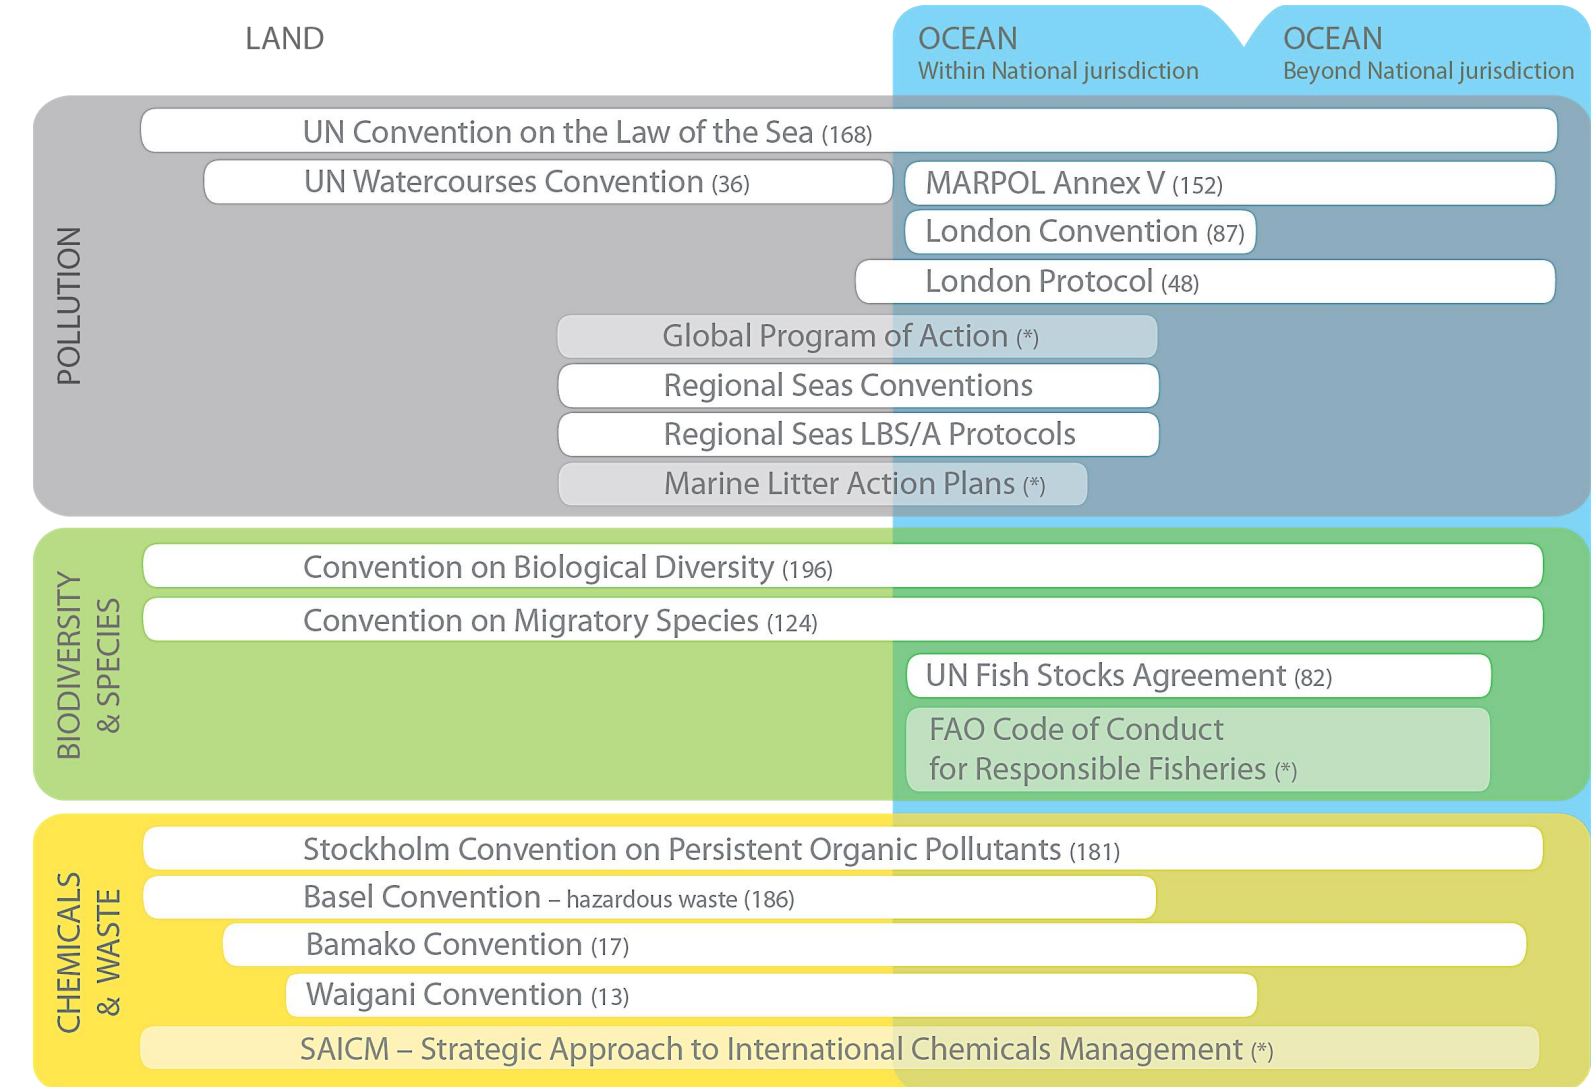 LAND
OCEAN
Within National jurisdiction
OCEAN
Beyond National jurisdiction
POLLUTION
UN Convention on the Law of the Sea (168)
UN Watercourses Convention (36)
MARPOL Annex V (152)
London Convention (87)
London Protocol (48)
Global Program of Action (*)
Regional Seas Conventions
Regional Seas LBS/A Protocols
Marine Litter Action Plans (*)
BIODIVERSITY
& SPECIES
Convention on Biological Diversity (196)
Convention on Migratory Species (124)
UN Fish Stocks Agreement (82)
FAO Code of Conduct
for Responsible Fisheries (*)
CHEMICALS
& WASTE
Stockholm Convention on Persistent Organic Pollutants (181)
Basel Convention – hazardous waste (186)
Bamako Convention (17)
Waigani Convention (13)
SAICM – Strategic Approach to International Chemicals Management (*)